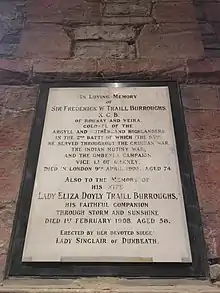 In Loving Memory
of
Sir Frederick W Traill Burroughs,
K.C.B.
of Rousay and Veira.
Colonel of the
Argyll and Sutherland Highlanders
in the 2nd Batt of which (the 93rd)
he served throughout the Crimean War,
the Indian Mutiny War,
and the Umbeyla Campaign
Vice Lt of Orkney.
Died in London 9th April 1905. Aged 74
Also to the Memory of
his wife
Lady Eliza D'Oyly Traill Burroughs,
his faithful companion
through storm and sunshine
Died 1st February 1908. Aged 58.
Erected by her devoted niece
Lady Sinclair of Dunbeath.